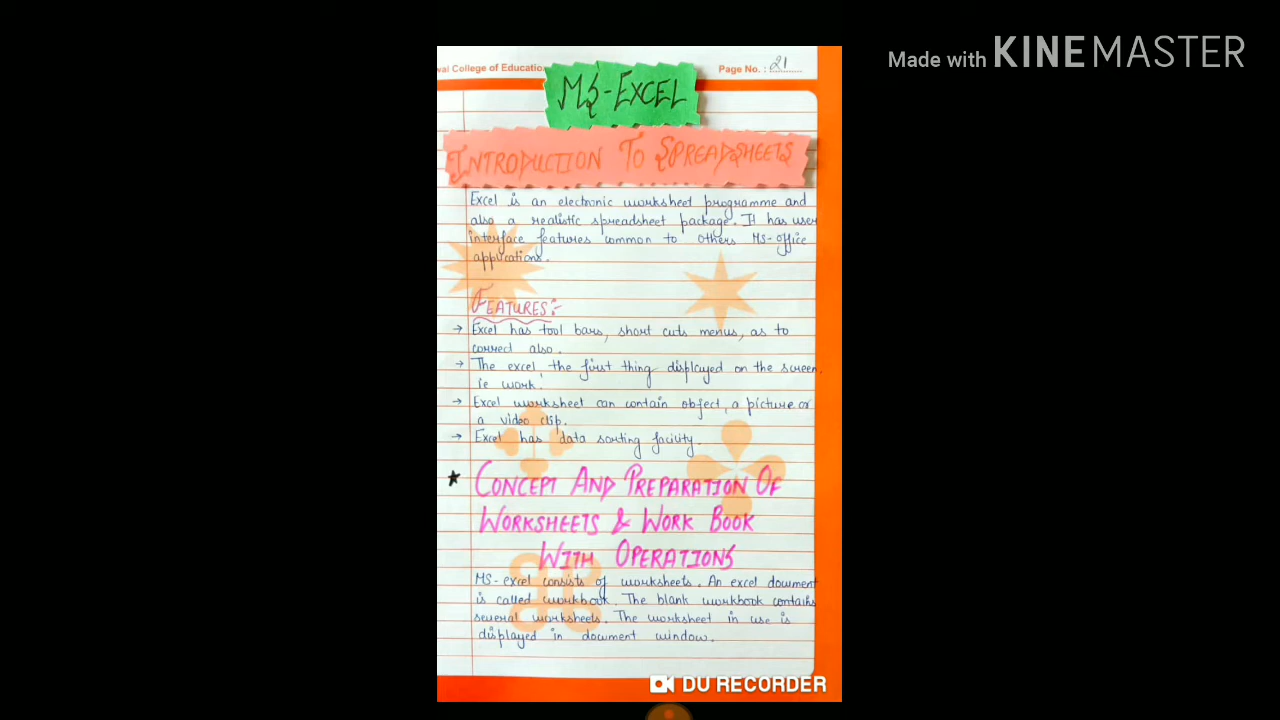 Made with KINEMASTER
wal College of Education
Page No. : 21
MS-EXCEL
INTRODUCTION TO SPREADSHEETS
Excel is an electronic worksheet programme and
also a realistic spreadsheet package. It has user
interface features common to others MS-office
applications.
FEATURES:-
→ Excel has tool bars, short cuts menus, as to
correct also.
→ The excel, the first thing displayed on the screen
ie work.
→ Excel worksheet can contain object, a picture or
a video clip.
→ Excel has data sorting facility.
★ CONCEPT AND PREPARATION OF
WORKSHEETS & WORK BOOK
WITH OPERATIONS
MS-excel consists of worksheets. An excel document
is called workbook. The blank workbook contains
several worksheets. The worksheet in use is
displayed in document window.
DU RECORDER